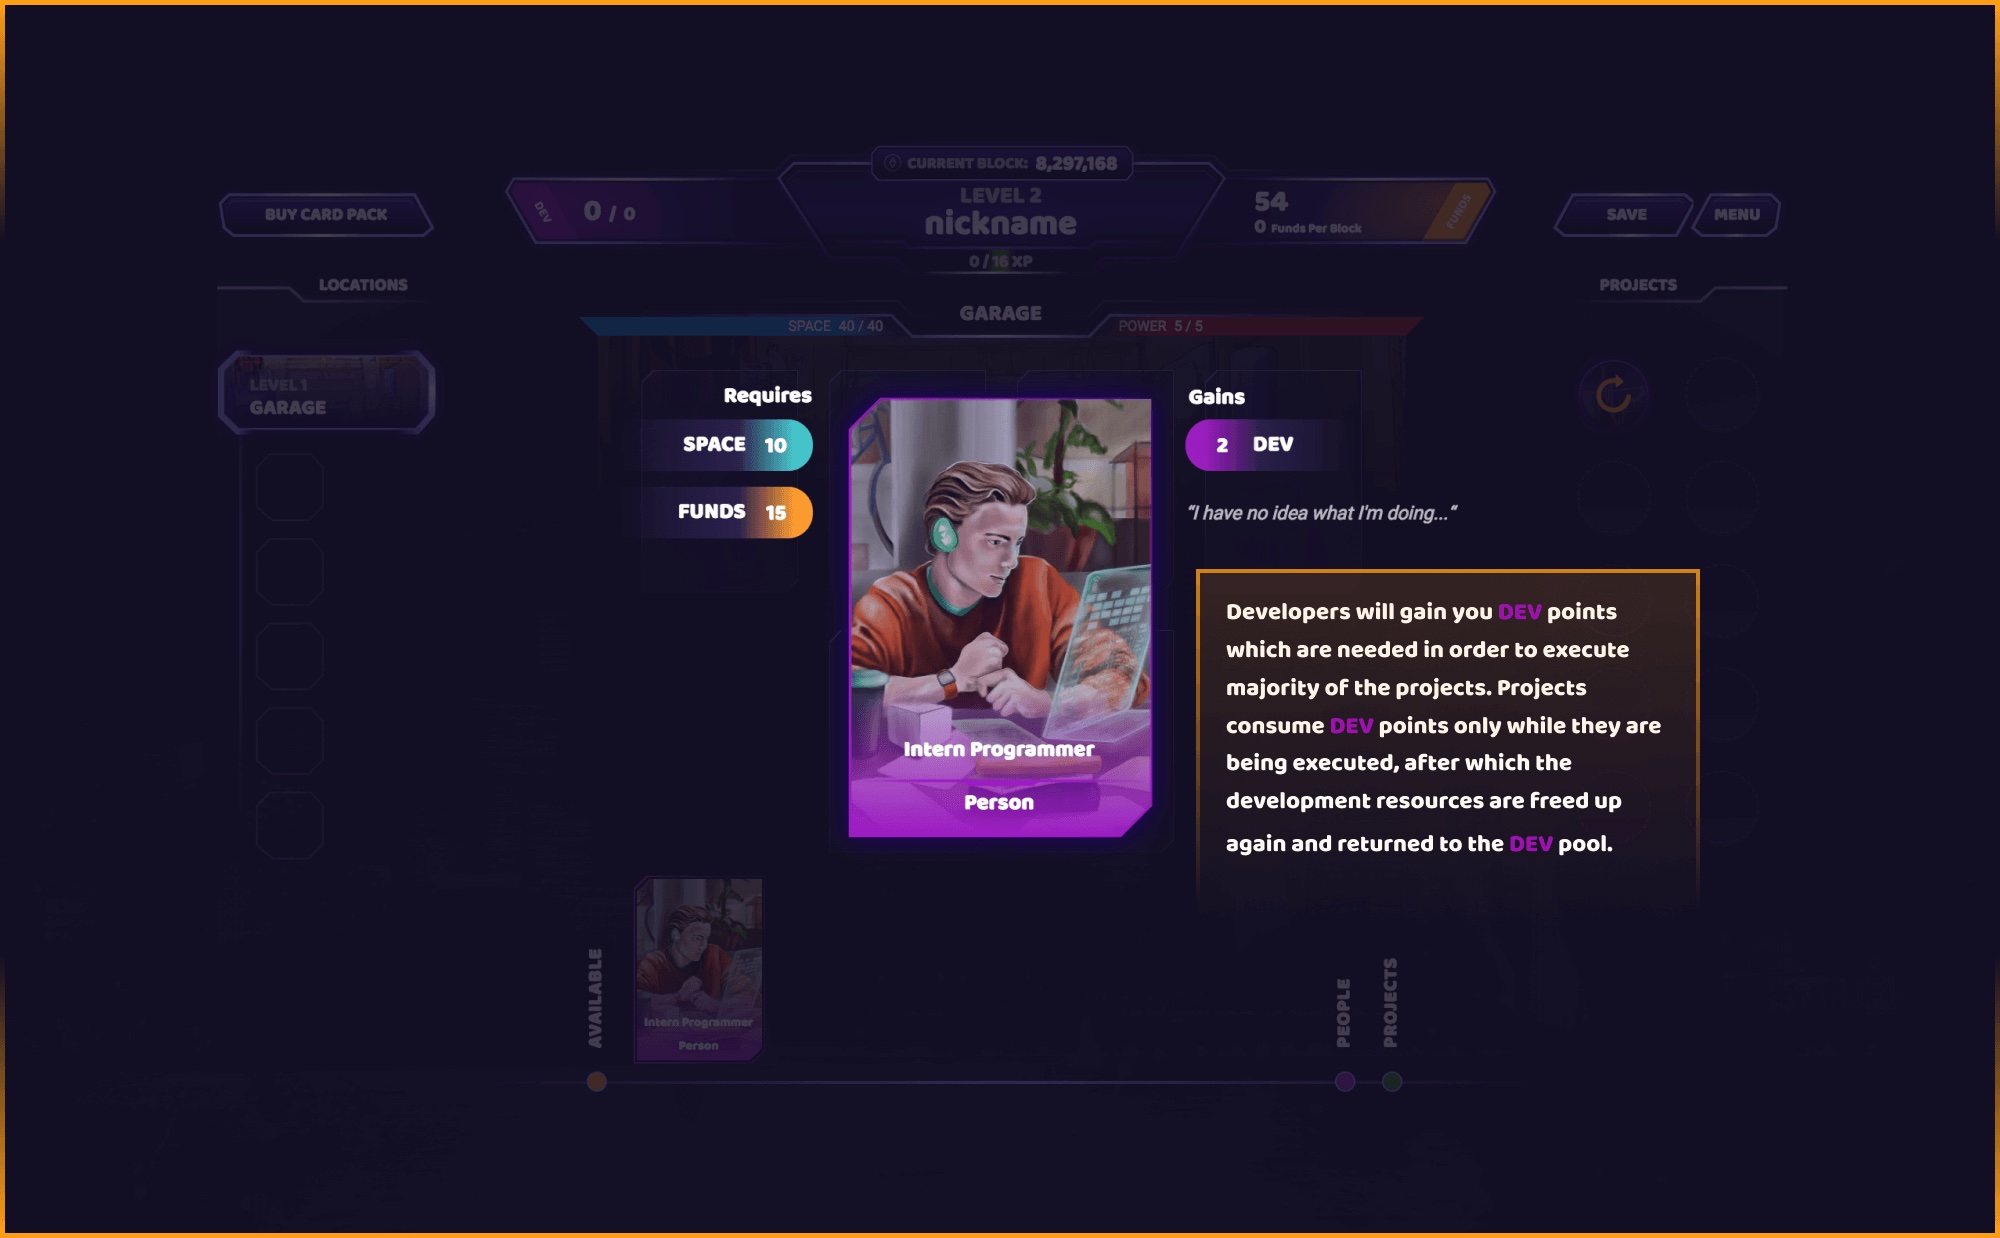 CURRENT BLOCK: 8,297,168
BUY CARD PACK
DEV
0 / 0
LEVEL 2
nickname
54
0 Funds Per Block
FUNDS
SAVE
MENU
0 / 16 XP
LOCATIONS
PROJECTS
GARAGE
SPACE 40 / 40
POWER 5 / 5
LEVEL 1
GARAGE
Requires
SPACE 10
FUNDS 15
Gains
2 DEV
"I have no idea what I'm doing..."
Intern Programmer
Person
Developers will gain you DEV points
which are needed in order to execute
majority of the projects. Projects
consume DEV points only while they are
being executed, after which the
development resources are freed up
again and returned to the DEV pool.
AVAILABLE
Intern Programmer
Person
PEOPLE
PROJECTS